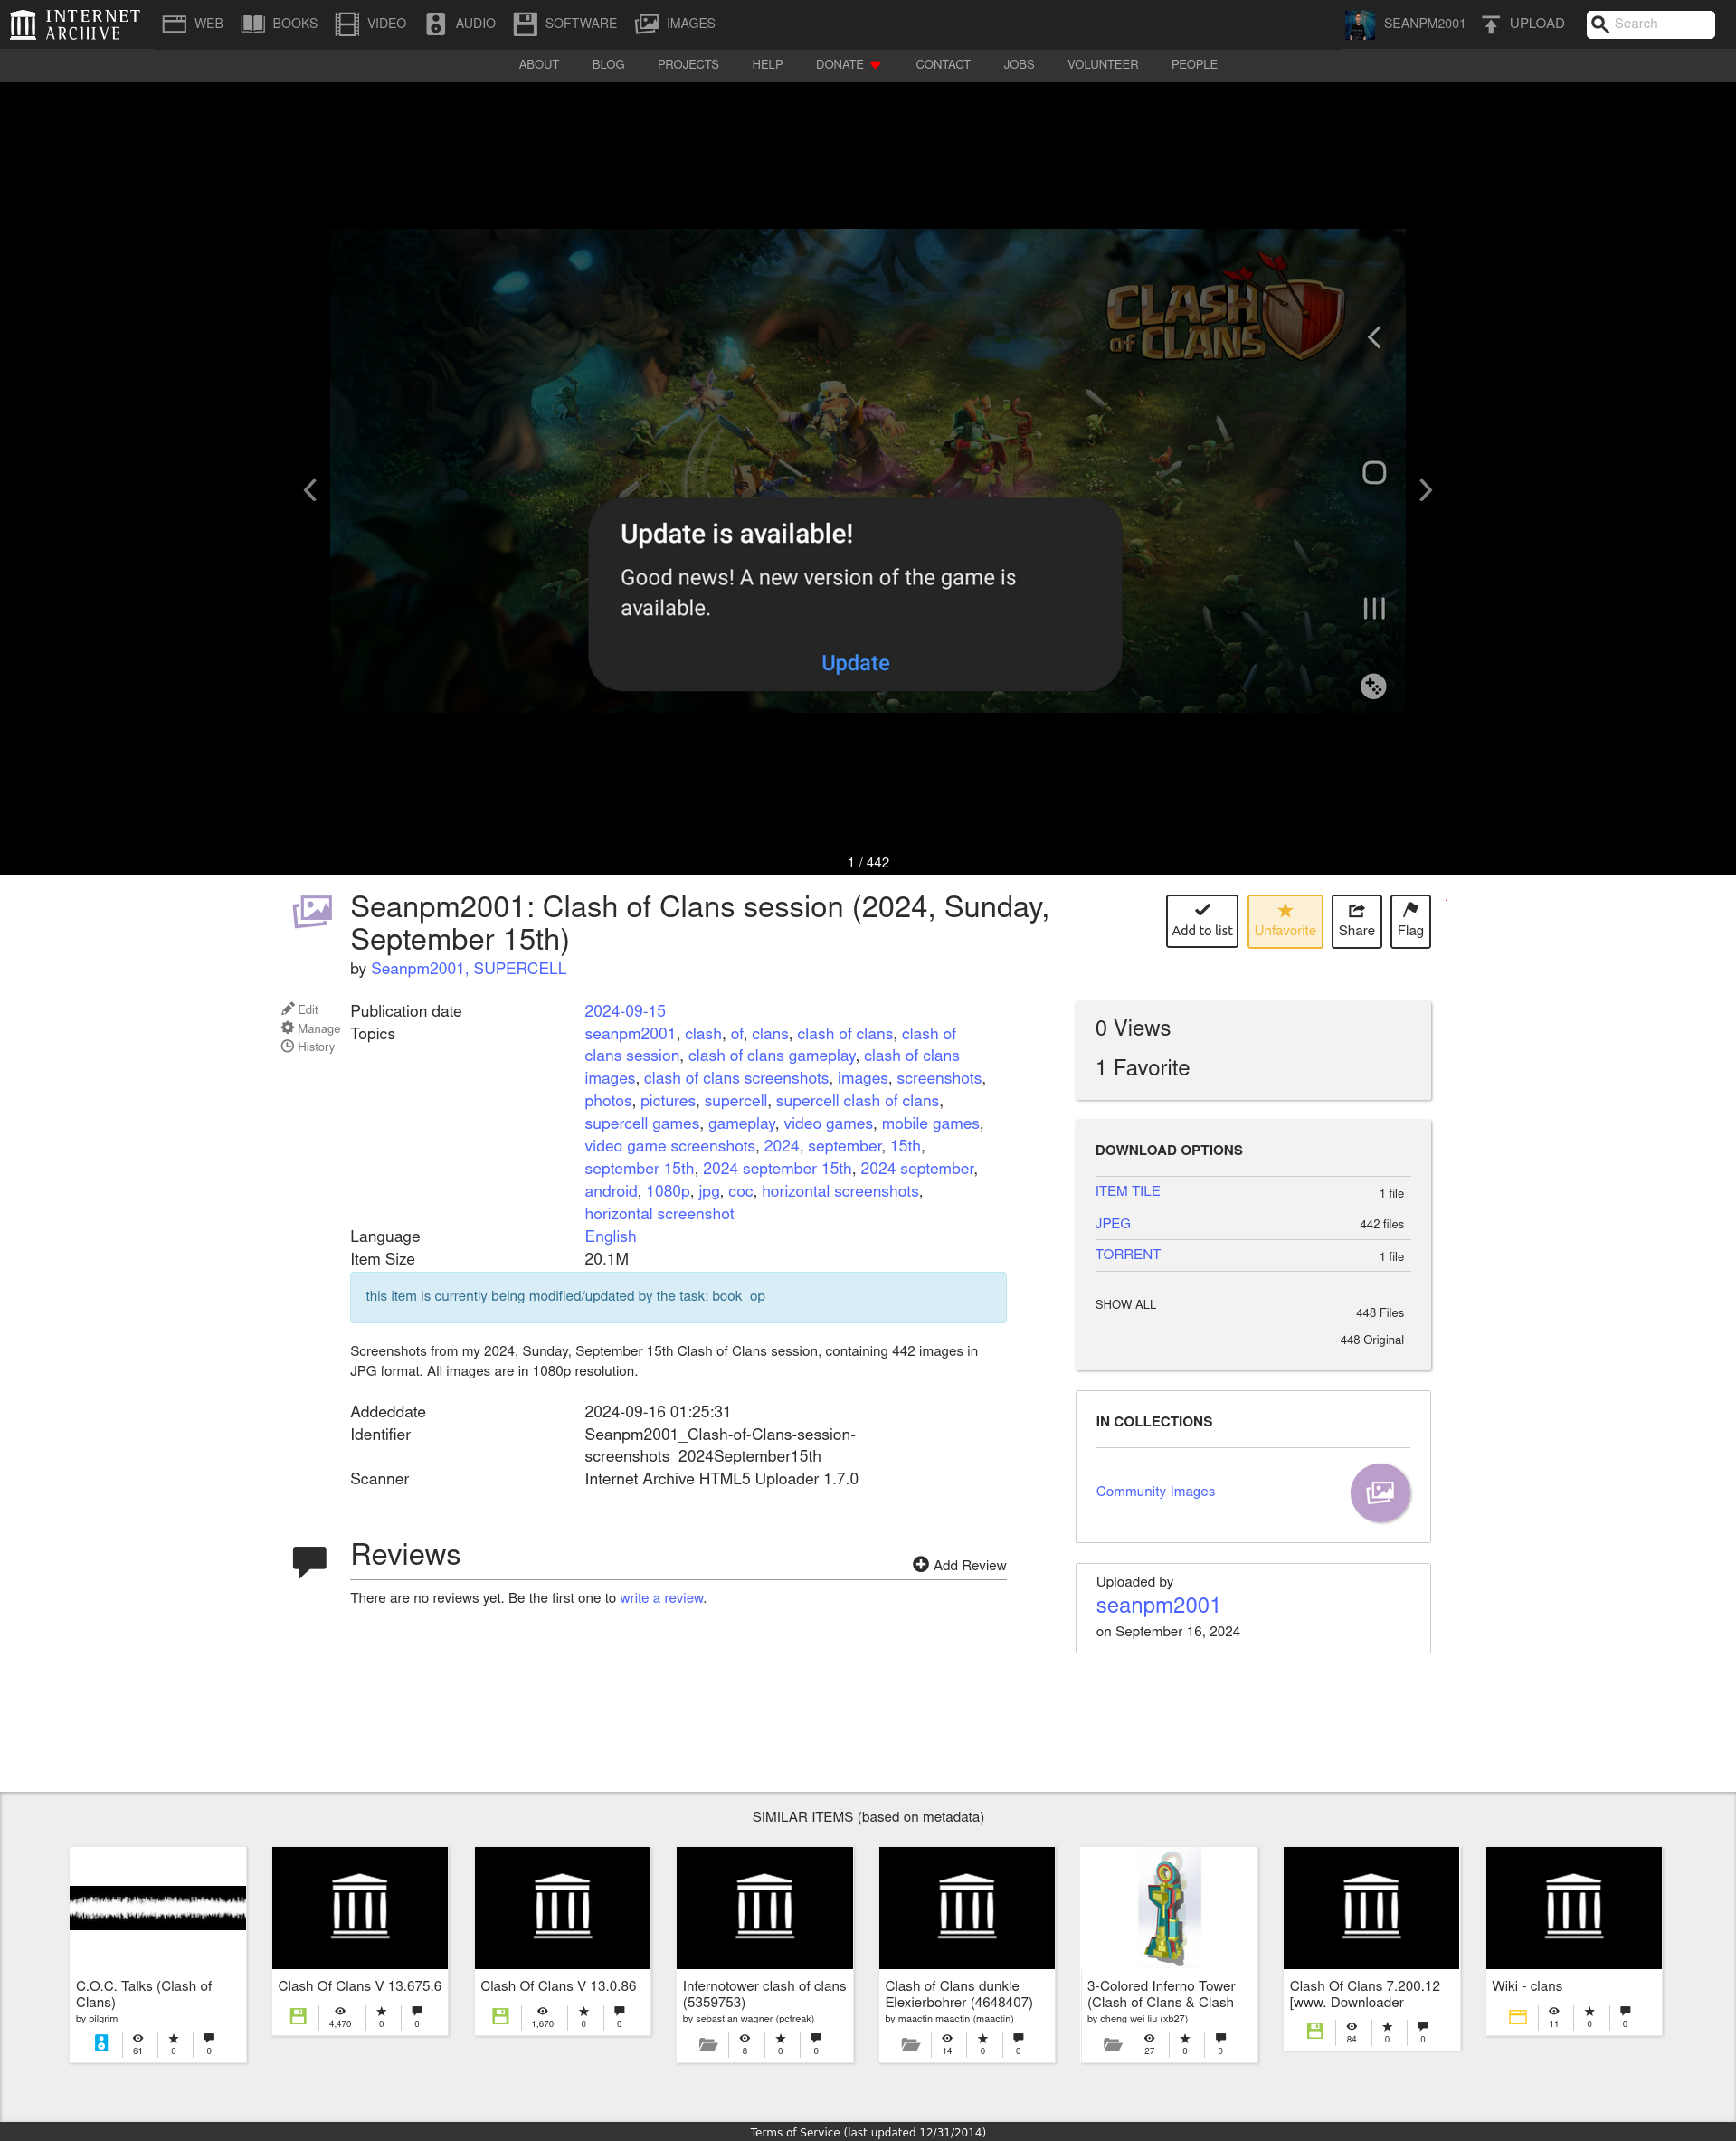 INTERNET ARCHIVE
WEB BOOKS VIDEO AUDIO SOFTWARE IMAGES SEANPM2001 UPLOAD Search
ABOUT BLOG PROJECTS HELP DONATE CONTACT JOBS VOLUNTEER PEOPLE
CLASH
OF CLANS
Update is available!
Good news! A new version of the game is
available.
Update
1 / 442
Seanpm2001: Clash of Clans session (2024, Sunday,
September 15th)
by Seanpm2001, SUPERCELL
Add to list Unfavorite Share Flag
Edit
Manage
History
Publication date 2024-09-15
Topics seanpm2001, clash, of, clans, clash of clans, clash of
clans session, clash of clans gameplay, clash of clans
images, clash of clans screenshots, images, screenshots,
photos, pictures, supercell, supercell clash of clans,
supercell games, gameplay, video games, mobile games,
video game screenshots, 2024, september, 15th,
september 15th, 2024 september 15th, 2024 september,
android, 1080p, jpg, coc, horizontal screenshots,
horizontal screenshot
Language English
Item Size 20.1M
this item is currently being modified/updated by the task: book_op
Screenshots from my 2024, Sunday, September 15th Clash of Clans session, containing 442 images in
JPG format. All images are in 1080p resolution.
Addeddate 2024-09-16 01:25:31
Identifier Seanpm2001_Clash-of-Clans-session-
screenshots_2024September15th
Scanner Internet Archive HTML5 Uploader 1.7.0
Reviews
Add Review
There are no reviews yet. Be the first one to write a review.
0 Views
1 Favorite
DOWNLOAD OPTIONS
ITEM TILE 1 file
JPEG 442 files
TORRENT 1 file
SHOW ALL 448 Files
448 Original
IN COLLECTIONS
Community Images
Uploaded by
seanpm2001
on September 16, 2024
SIMILAR ITEMS (based on metadata)
C.O.C. Talks (Clash of
Clans)
by pilgrim
61 0 0
Clash Of Clans V 13.675.6
4,470 0 0
Clash Of Clans V 13.0.86
1,670 0 0
Infernotower clash of clans
(5359753)
by sebastian wagner (pcfreak)
8 0 0
Clash of Clans dunkle
Elexierbohrer (4648407)
by maactin maactin (maactin)
14 0 0
3-Colored Inferno Tower
(Clash of Clans & Clash
by cheng wei liu (xb27)
27 0 0
Clash Of Clans 7.200.12
[www. Downloader
84 0 0
Wiki - clans
11 0 0
Terms of Service (last updated 12/31/2014)